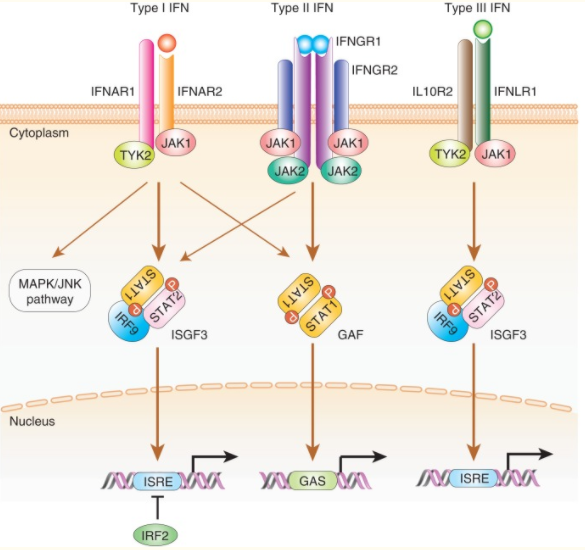 Type I IFN
Type II IFN
Type III IFN
IFNGR1
IFNGR2
IFNAR1
IFNAR2
IL10R2
IFNLR1
Cytoplasm
TYK2
JAK1
JAK1
JAK1
JAK2
JAK2
TYK2
JAK1
MAPK/JNK
pathway
STAT1
STAT2
P
P
IRF9
ISGF3
STAT1
STAT1
P
P
GAF
STAT1
STAT2
P
P
IRF9
ISGF3
Nucleus
ISRE
GAS
ISRE
IRF2